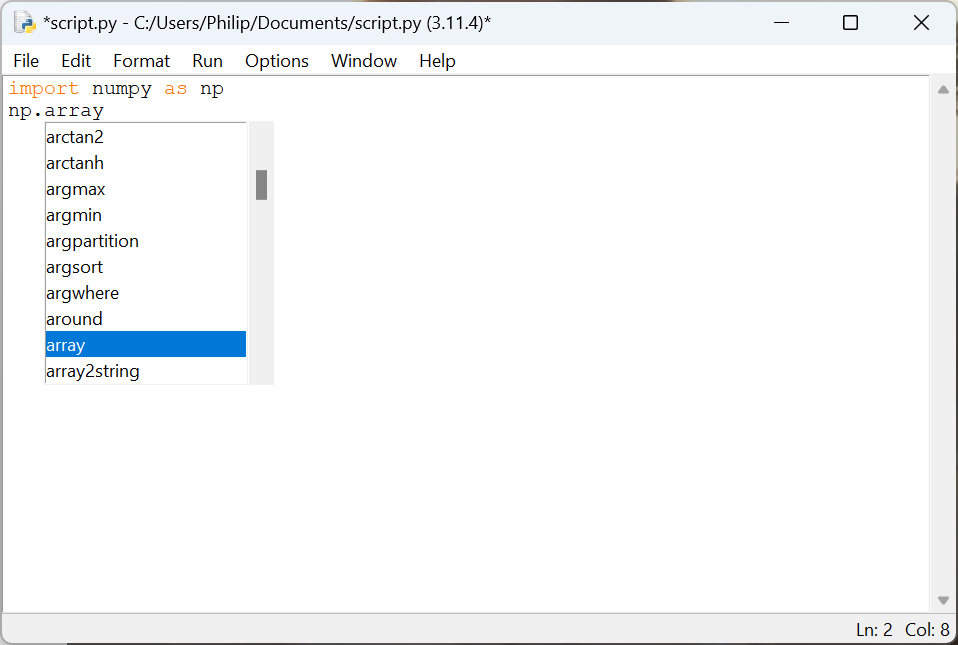 *script.py - C:/Users/Philip/Documents/script.py (3.11.4)*
File Edit Format Run Options Window Help
import numpy as np
np.array
arctan2
arctanh
argmax
argmin
argpartition
argsort
argwhere
around
array
array2string
Ln: 2 Col: 8